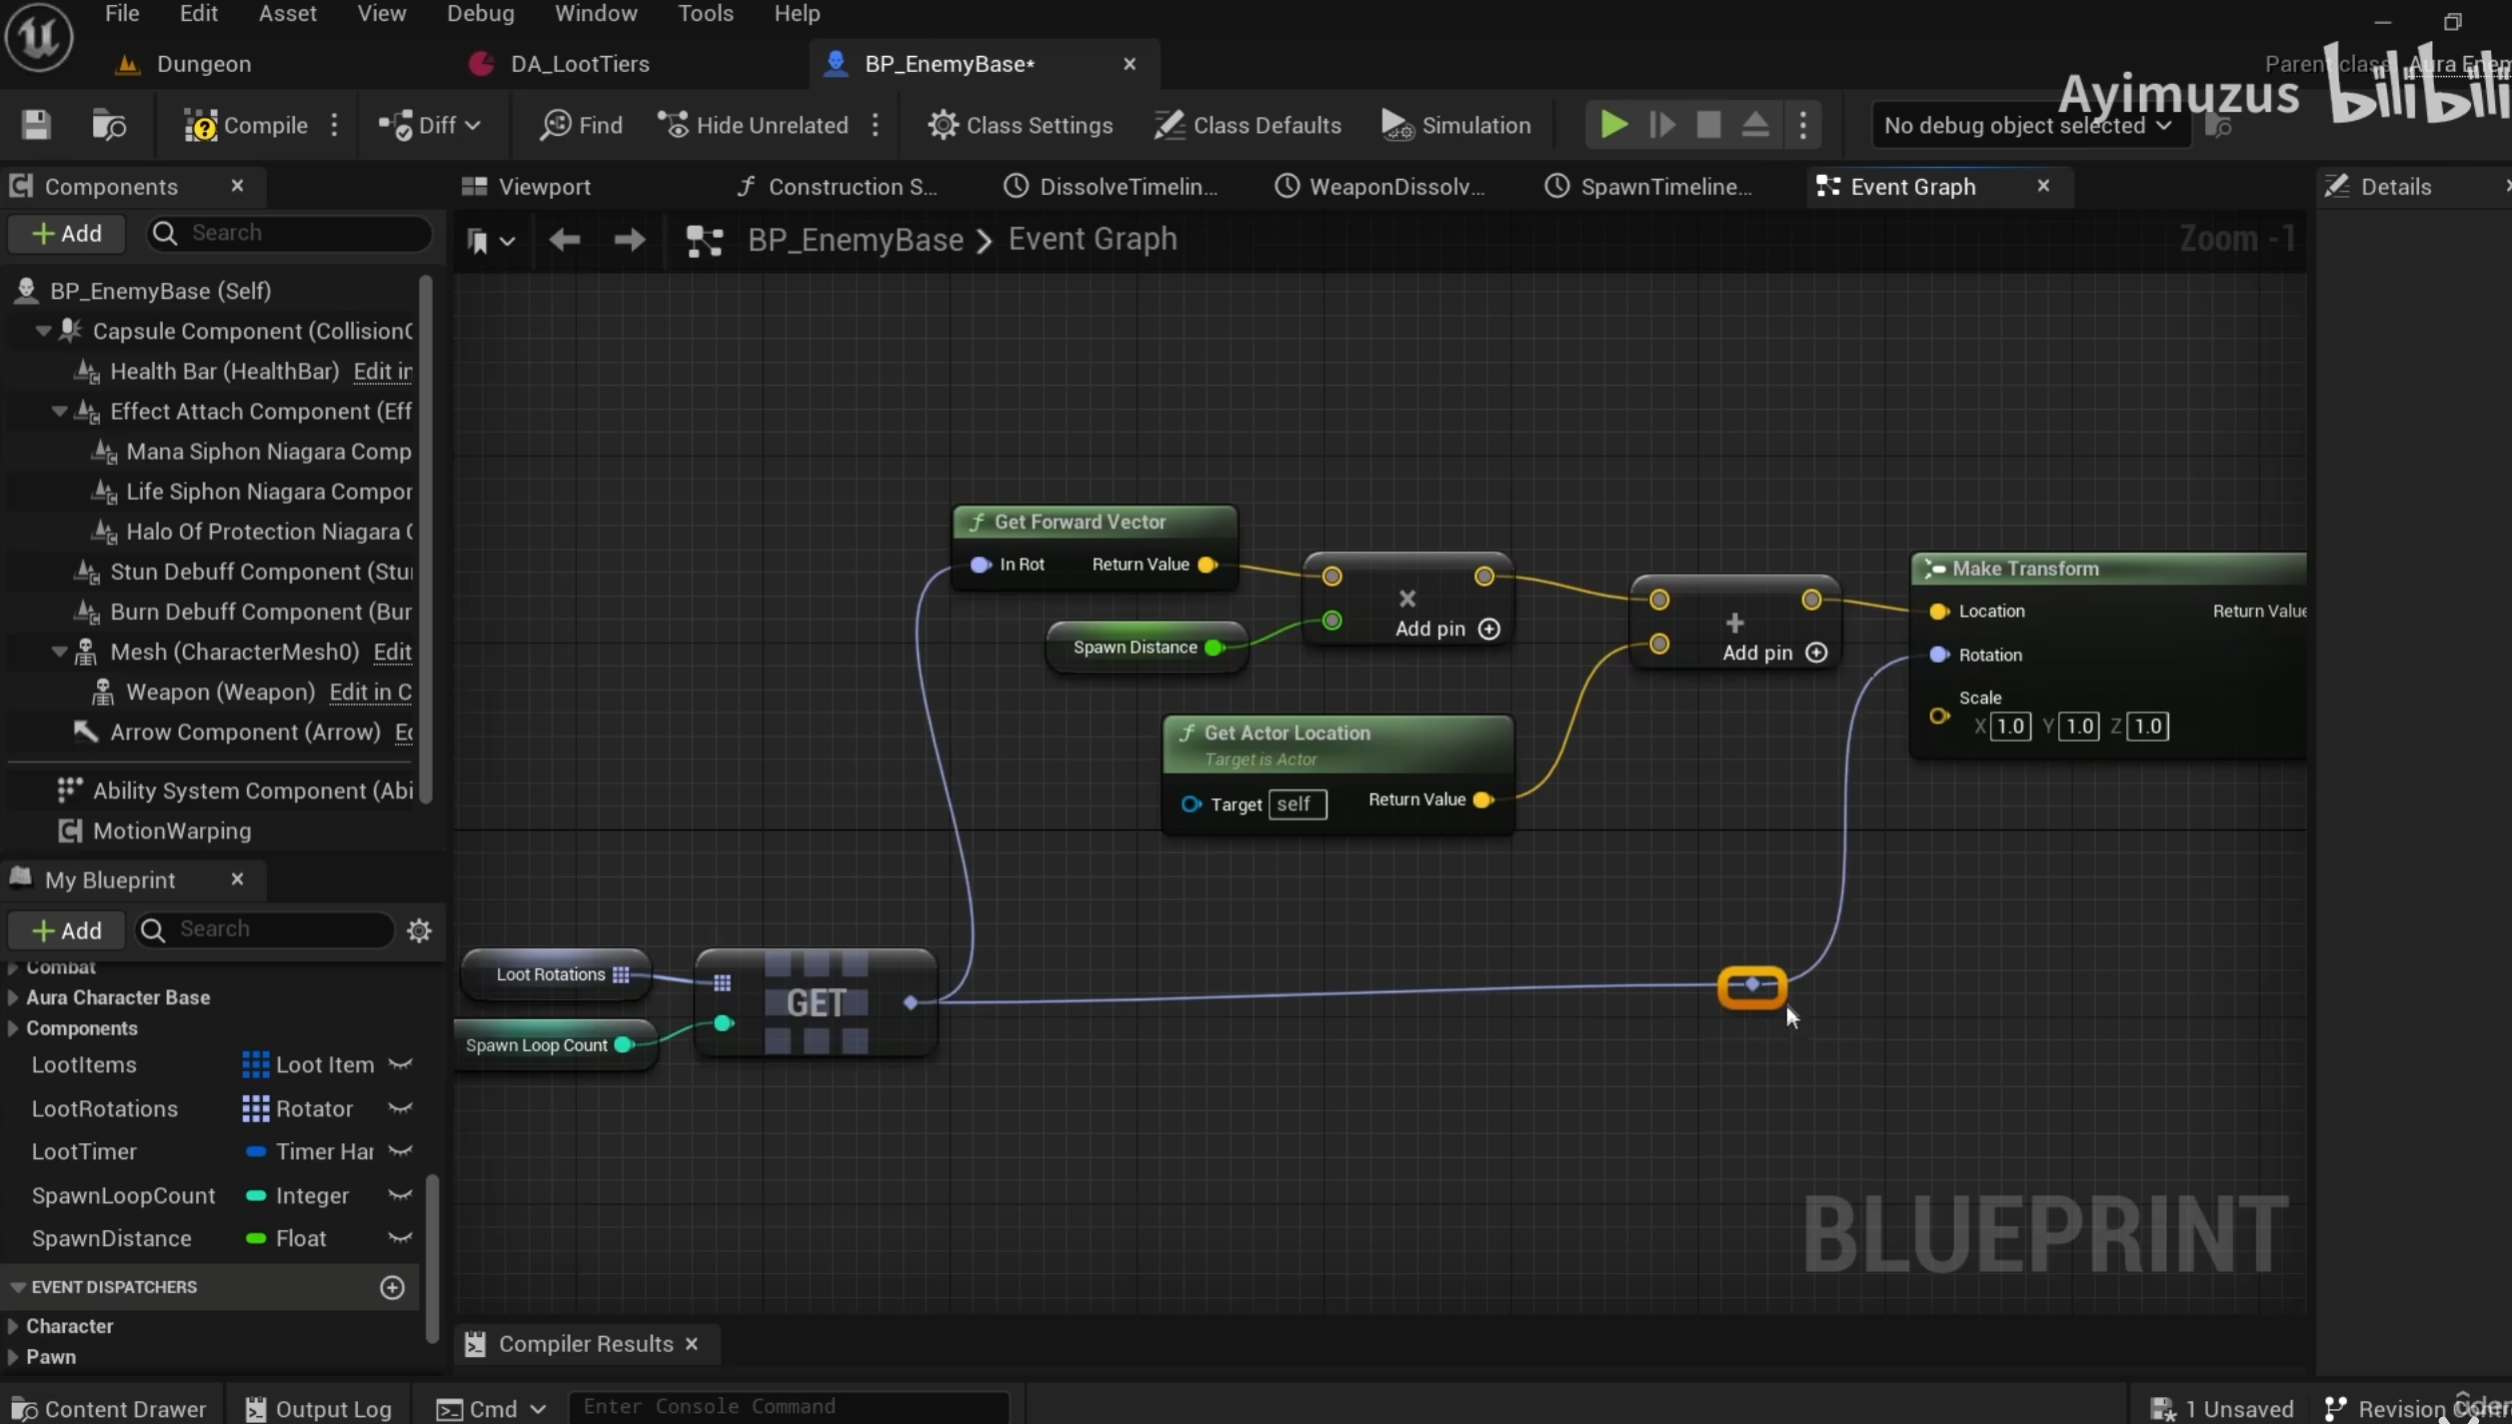 File Edit Asset View Debug Window Tools Help
Dungeon DA_LootTiers BP_EnemyBase*
Parent class: Aura Enem
Ayimuzus bilibili
Compile Diff Find Hide Unrelated Class Settings Class Defaults Simulation No debug object selected
Components
Add Search
BP_EnemyBase (Self)
Capsule Component (CollisionC
Health Bar (HealthBar) Edit in
Effect Attach Component (Eff
Mana Siphon Niagara Comp
Life Siphon Niagara Compor
Halo Of Protection Niagara C
Stun Debuff Component (Stu
Burn Debuff Component (Bur
Mesh (CharacterMesh0) Edit
Weapon (Weapon) Edit in C
Arrow Component (Arrow) Ec
Ability System Component (Abi
MotionWarping
My Blueprint
Add Search
Combat
Aura Character Base
Components
LootItems Loot Item
LootRotations Rotator
LootTimer Timer Har
SpawnLoopCount Integer
SpawnDistance Float
EVENT DISPATCHERS
Character
Pawn
Viewport Construction S... DissolveTimelin... WeaponDissolv... SpawnTimeline... Event Graph
BP_EnemyBase > Event Graph
Zoom -1
Get Forward Vector
In Rot Return Value
Spawn Distance
Add pin
Get Actor Location
Target is Actor
Target self Return Value
Add pin
Make Transform
Location Return Value
Rotation
Scale
X 1.0 Y 1.0 Z 1.0
Loot Rotations
GET
Spawn Loop Count
BLUEPRINT
Compiler Results
Details
Content Drawer Output Log Cmd Enter Console Command 1 Unsaved Revision